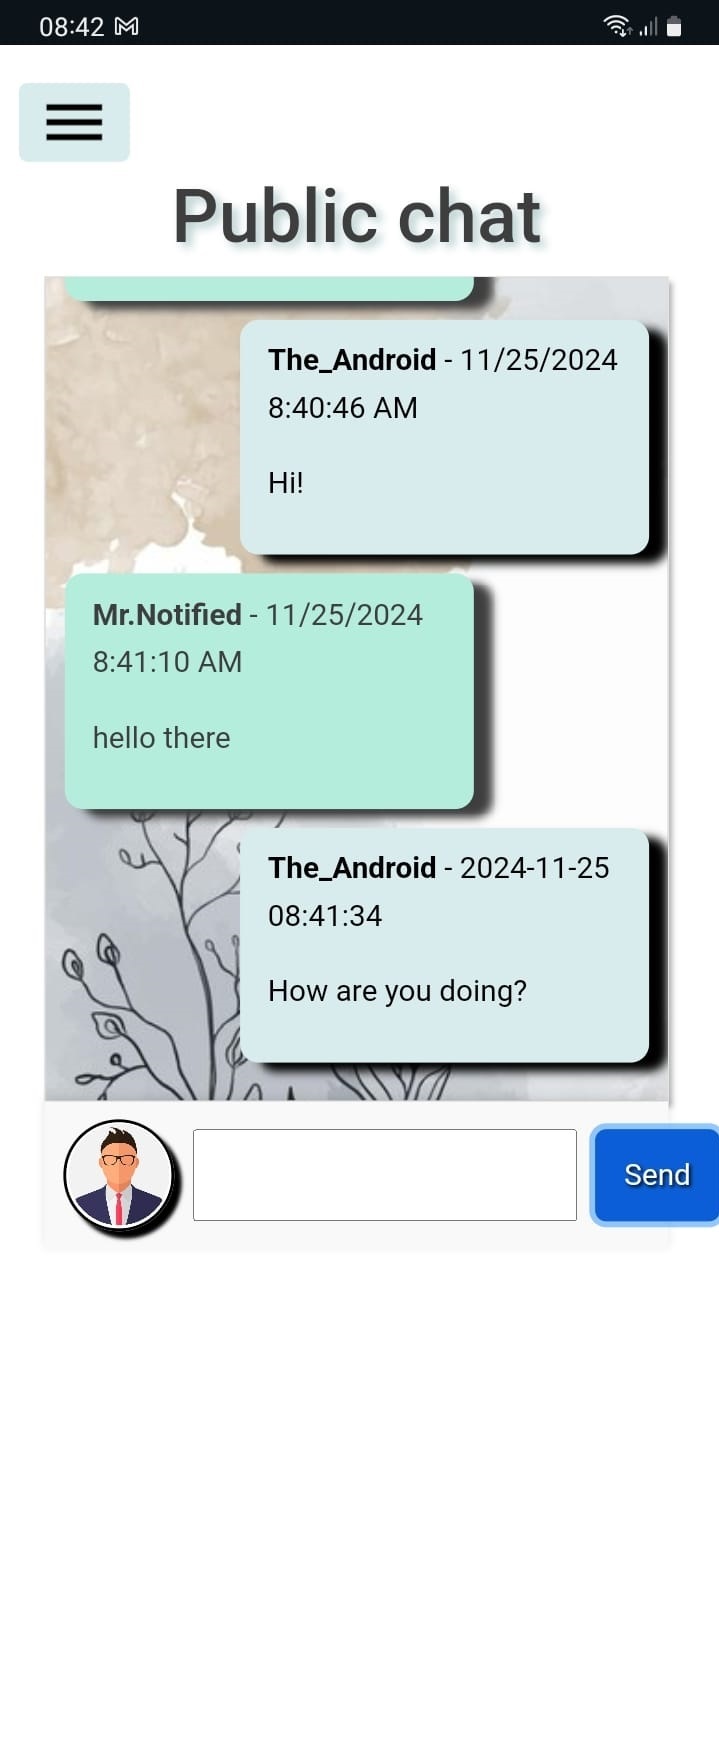 08:42
Public chat
The_Android - 11/25/2024
8:40:46 AM
Hi!
Mr.Notified - 11/25/2024
8:41:10 AM
hello there
The_Android - 2024-11-25
08:41:34
How are you doing?
Send